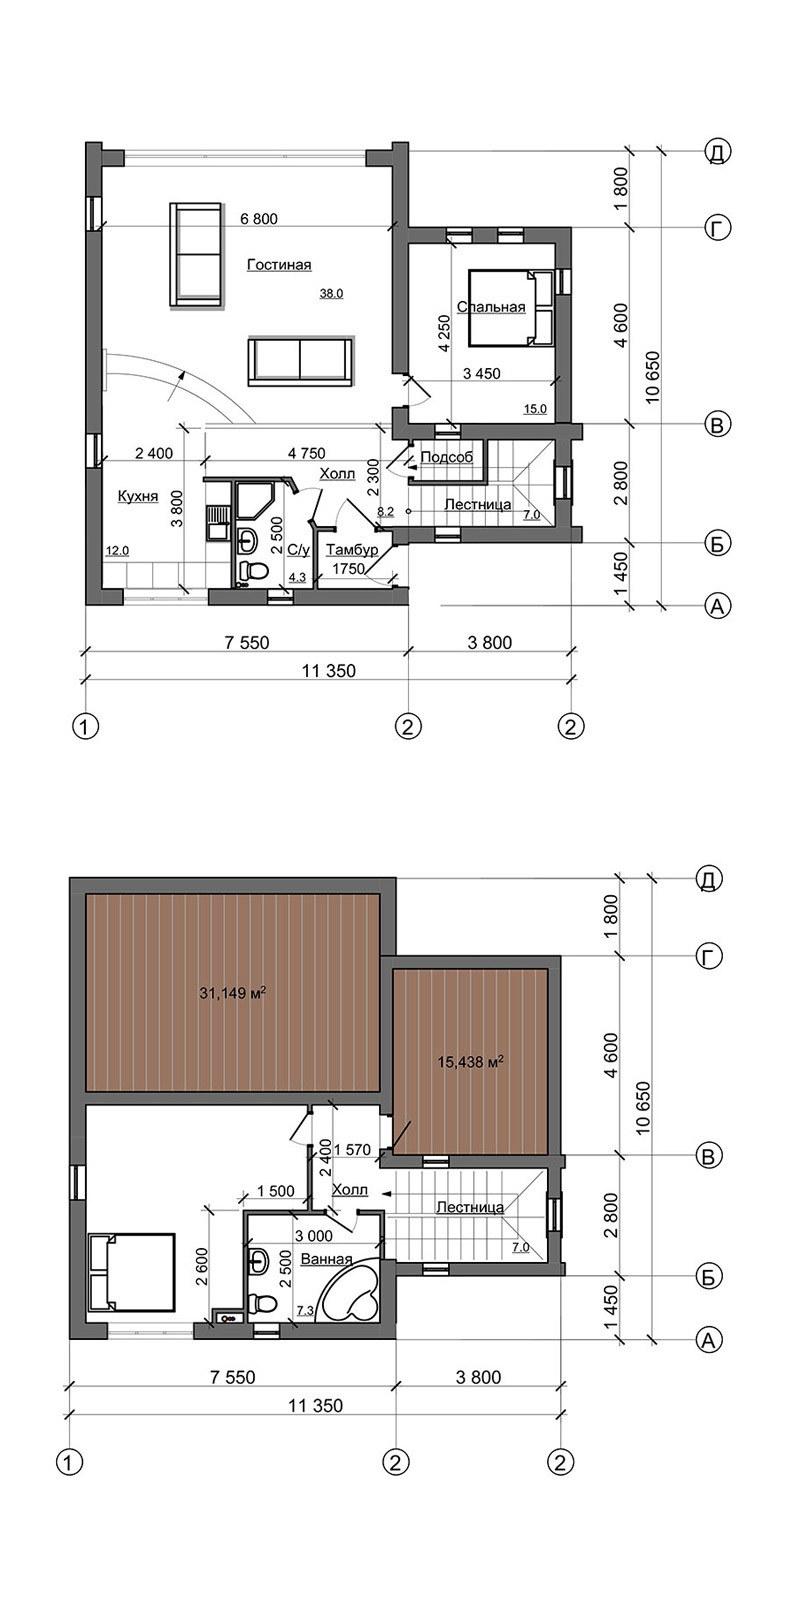 Д
1 800
Г
6 800
Гостиная
38.0
Спальная
4 250
3 450
15.0
4 600
10 650
В
2 400
4 750
Холл
2 300
Подсоб
Лестница
7.0
2 800
Кухня
3 800
12.0
8.2
2 500
С/у
4.3
Тамбур
1750
Б
1 450
А
7 550
3 800
11 350
1
2
2
Д
1 800
Г
31,149 м²
15,438 м²
4 600
10 650
В
1 570
2 400
1 500
Холл
Лестница
7.0
2 800
2 600
3 000
2 500
Ванная
7.3
Б
1 450
А
7 550
3 800
11 350
1
2
2